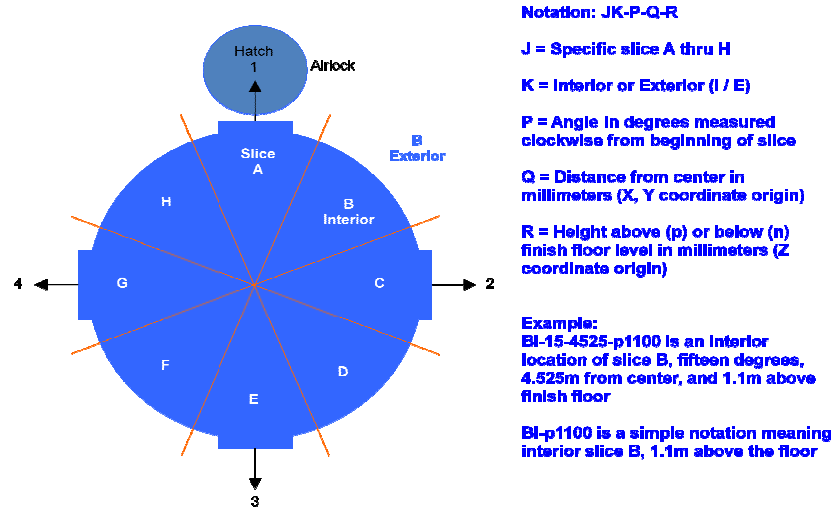 Hatch
1
Airlock
Slice
A
B
Exterior
B
Interior
H
G
C
F
D
E
4
2
3
Notation: JK-P-Q-R
J = Specific slice A thru H
K = Interior or Exterior (I / E)
P = Angle in degrees measured
clockwise from beginning of slice
Q = Distance from center in
millimeters (X, Y coordinate origin)
R = Height above (p) or below (n)
finish floor level in millimeters (Z
coordinate origin)
Example:
BI-15-4525-p1100 is an interior
location of slice B, fifteen degrees,
4.525m from center, and 1.1m above
finish floor
BI-p1100 is a simple notation meaning
interior slice B, 1.1m above the floor